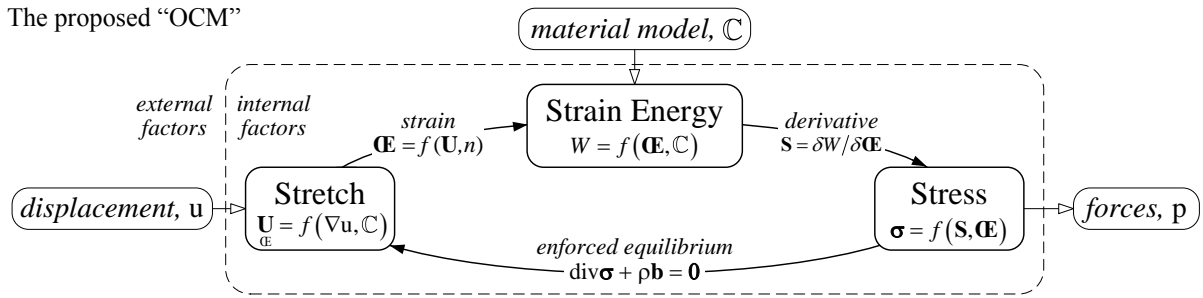 The proposed “OCM”
material model, ℂ
external factors
internal factors
strain
Œ = f(U,n)
Strain Energy
W = f(Œ,ℂ)
derivative
S = δW/δŒ
displacement, u
Stretch
U = f(∇u,ℂ)
Œ
Stress
σ = f(S,Œ)
forces, p
enforced equilibrium
divσ + ρb = 0